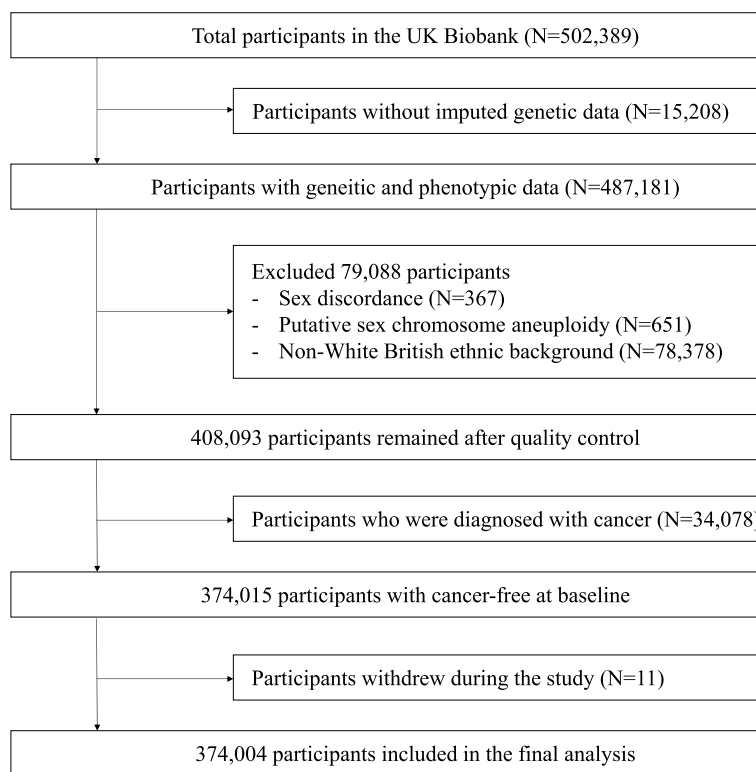 Total participants in the UK Biobank (N=502,389)
Participants without imputed genetic data (N=15,208)
Participants with geneitic and phenotypic data (N=487,181)
Excluded 79,088 participants
- Sex discordance (N=367)
- Putative sex chromosome aneuploidy (N=651)
- Non-White British ethnic background (N=78,378)
408,093 participants remained after quality control
Participants who were diagnosed with cancer (N=34,078)
374,015 participants with cancer-free at baseline
Participants withdrew during the study (N=11)
374,004 participants included in the final analysis